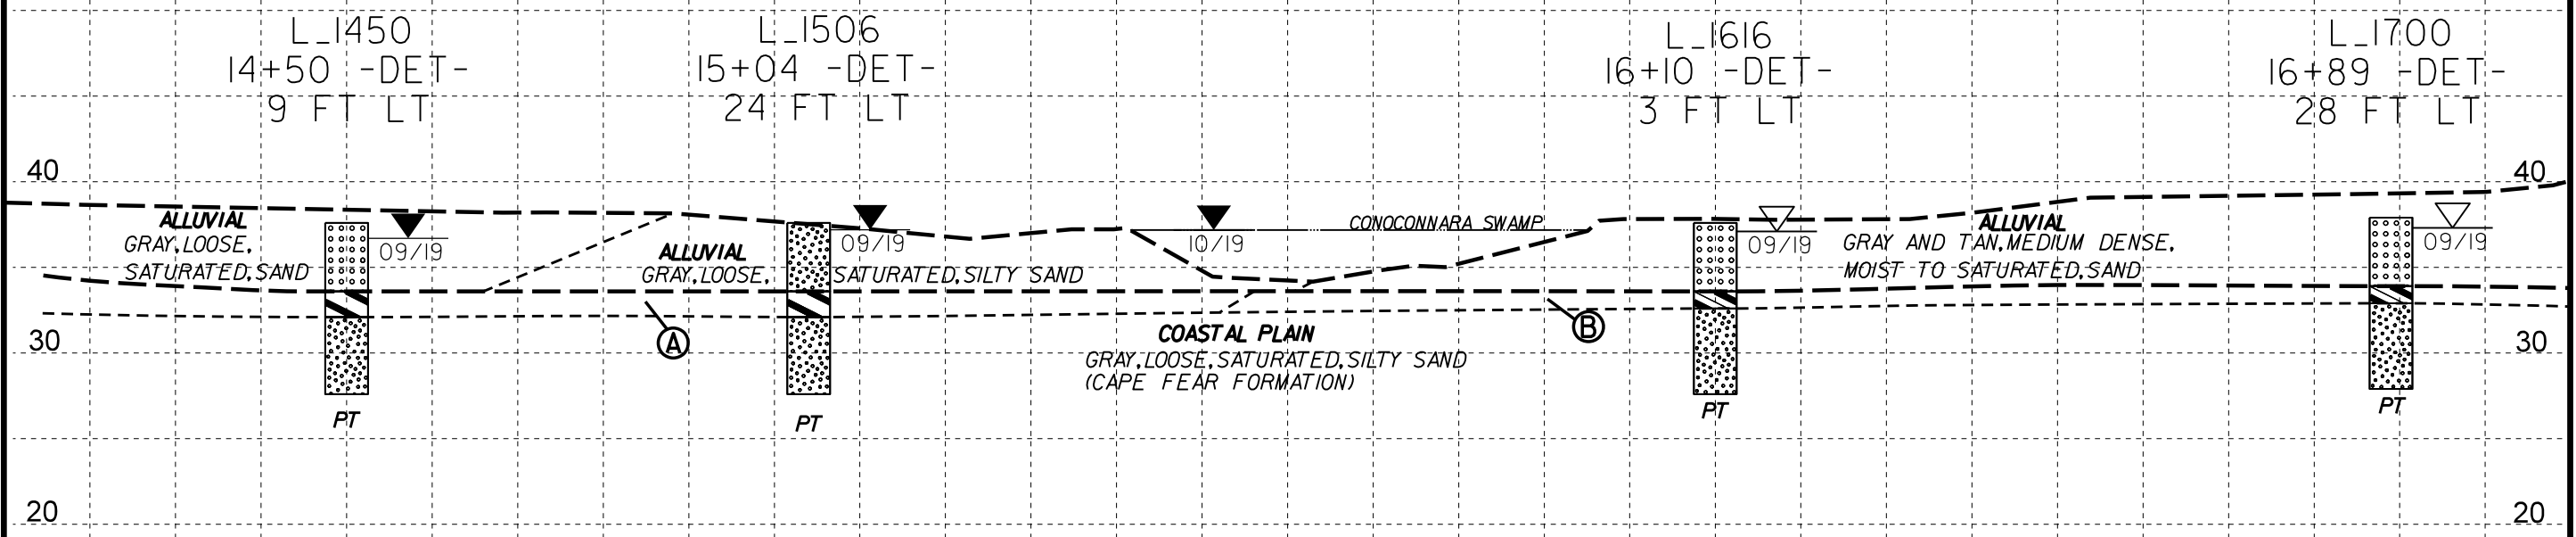 L_1450
14+50 -DET-
9 FT LT
L_1506
15+04 -DET-
24 FT LT
L_1616
16+10 -DET-
3 FT LT
L_1700
16+89 -DET-
28 FT LT
40
40
ALLUVIAL
GRAY, LOOSE,
SATURATED, SAND
09/19
ALLUVIAL
GRAY, LOOSE, SATURATED, SILTY SAND
09/19
10/19
CONOCONNARA SWAMP
09/19
ALLUVIAL
GRAY AND TAN, MEDIUM DENSE,
MOIST TO SATURATED, SAND
09/19
A
B
COASTAL PLAIN
GRAY, LOOSE, SATURATED, SILTY SAND
(CAPE FEAR FORMATION)
30
30
PT
PT
PT
PT
20
20